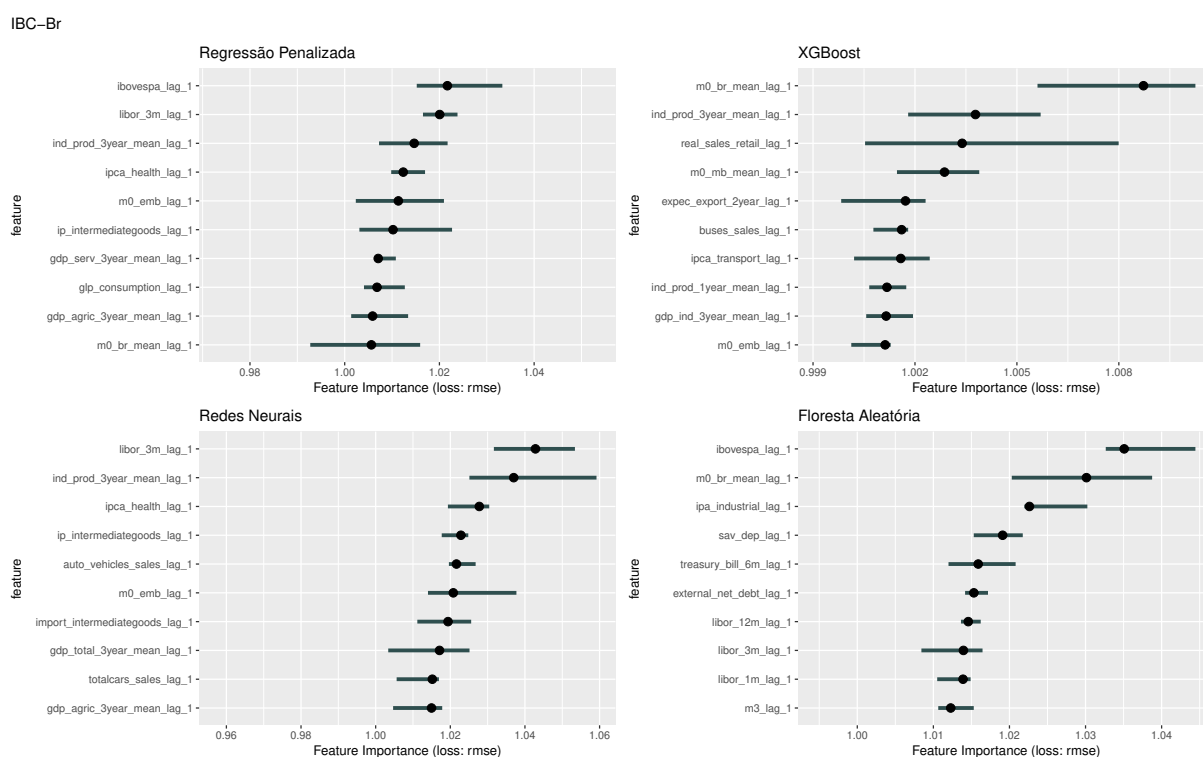 IBC−Br
Regressão Penalizada
feature
ibovespa_lag_1
libor_3m_lag_1
ind_prod_3year_mean_lag_1
ipca_health_lag_1
m0_emb_lag_1
ip_intermediategoods_lag_1
gdp_serv_3year_mean_lag_1
glp_consumption_lag_1
gdp_agric_3year_mean_lag_1
m0_br_mean_lag_1
0.98 1.00 1.02 1.04
Feature Importance (loss: rmse)
XGBoost
feature
m0_br_mean_lag_1
ind_prod_3year_mean_lag_1
real_sales_retail_lag_1
m0_mb_mean_lag_1
expec_export_2year_lag_1
buses_sales_lag_1
ipca_transport_lag_1
ind_prod_1year_mean_lag_1
gdp_ind_3year_mean_lag_1
m0_emb_lag_1
0.999 1.002 1.005 1.008
Feature Importance (loss: rmse)
Redes Neurais
feature
libor_3m_lag_1
ind_prod_3year_mean_lag_1
ipca_health_lag_1
ip_intermediategoods_lag_1
auto_vehicles_sales_lag_1
m0_emb_lag_1
import_intermediategoods_lag_1
gdp_total_3year_mean_lag_1
totalcars_sales_lag_1
gdp_agric_3year_mean_lag_1
0.96 0.98 1.00 1.02 1.04 1.06
Feature Importance (loss: rmse)
Floresta Aleatória
feature
ibovespa_lag_1
m0_br_mean_lag_1
ipa_industrial_lag_1
sav_dep_lag_1
treasury_bill_6m_lag_1
external_net_debt_lag_1
libor_12m_lag_1
libor_3m_lag_1
libor_1m_lag_1
m3_lag_1
1.00 1.01 1.02 1.03 1.04
Feature Importance (loss: rmse)